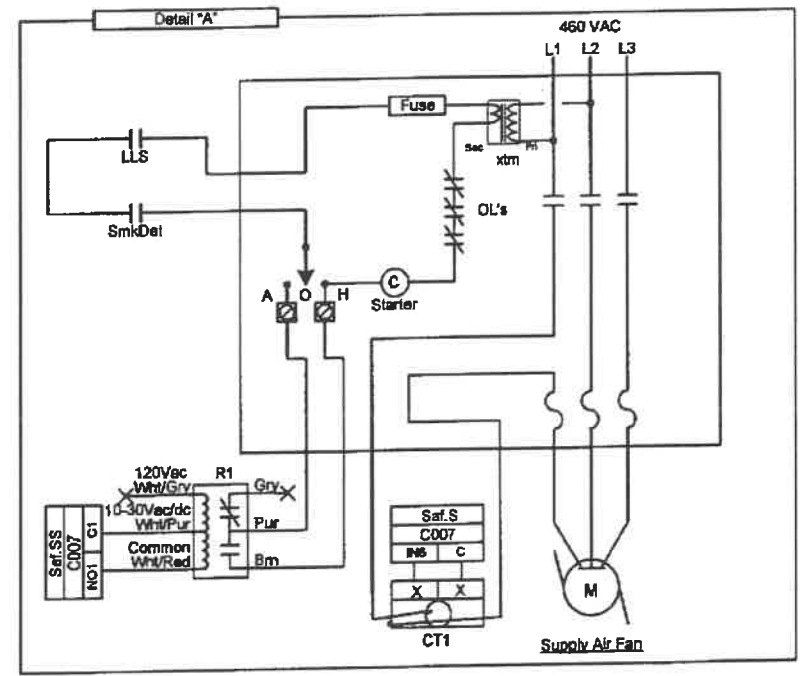 Detail "A"
460 VAC
L1 L2 L3
Fuse
Sec Pri
xtm
LLS
OL's
SmkDet
A O H
C
Starter
120Vac
Wht/Gry
R1
Gry
10-30Vac/dc
Wht/Pur
Pur
Common
Wht/Red
Brn
Saf.SS
C007
NO1 C1
Saf.S
C007
IN6 C
X X
CT1
M
Supply Air Fan